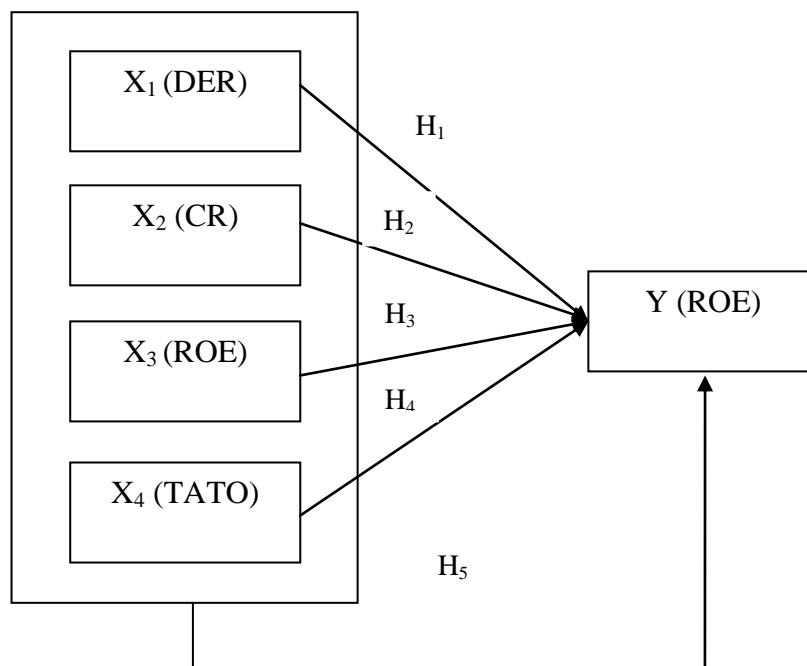 X₁ (DER)
H₁
X₂ (CR)
H₂
Y (ROE)
X₃ (ROE)
H₃
H₄
X₄ (TATO)
H₅